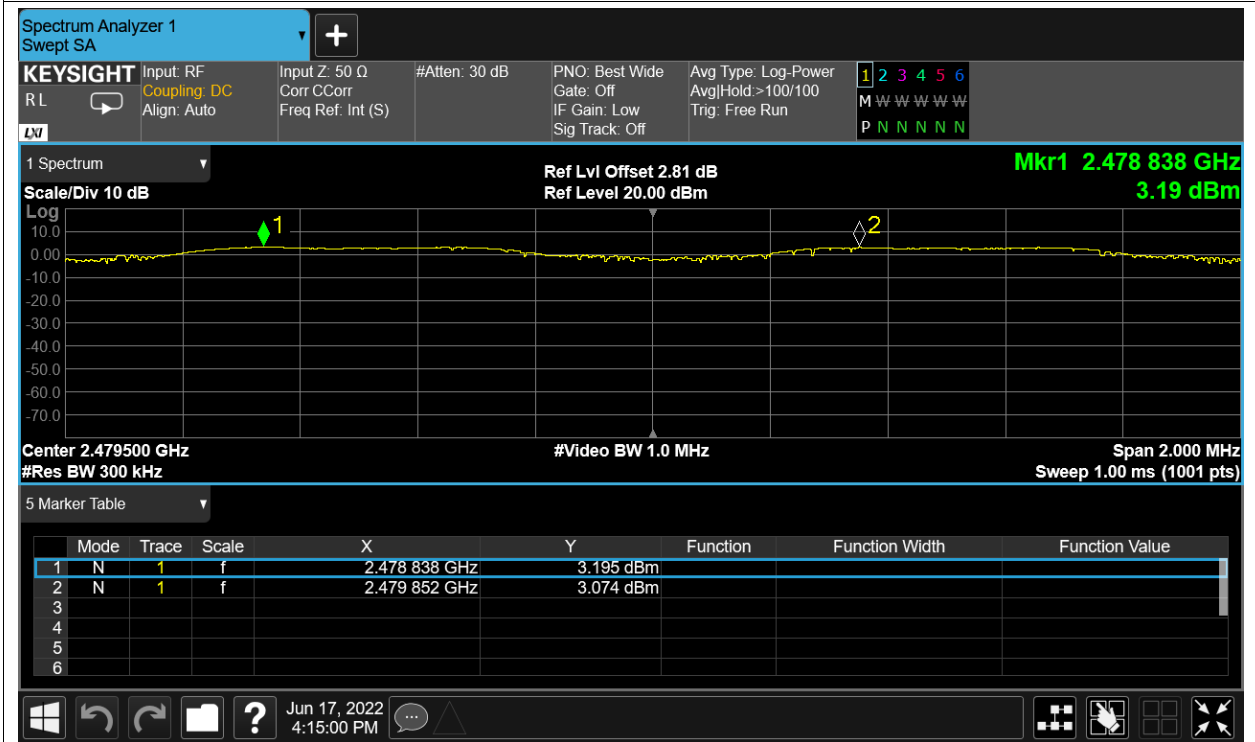 Spectrum Analyzer 1
Swept SA
+
KEYSIGHT
R L
LXI
Input: RF
Coupling: DC
Align: Auto
Input Z: 50 Ω
Corr CCorr
Freq Ref: Int (S)
#Atten: 30 dB
PNO: Best Wide
Gate: Off
IF Gain: Low
Sig Track: Off
Avg Type: Log-Power
Avg|Hold:>100/100
Trig: Free Run
1 2 3 4 5 6
M W W W W W
P N N N N N
1 Spectrum
Scale/Div 10 dB
Ref Lvl Offset 2.81 dB
Ref Level 20.00 dBm
Mkr1 2.478 838 GHz
3.19 dBm
Log
10.0
0.00
-10.0
-20.0
-30.0
-40.0
-50.0
-60.0
-70.0
1
2
Center 2.479500 GHz
#Res BW 300 kHz
#Video BW 1.0 MHz
Span 2.000 MHz
Sweep 1.00 ms (1001 pts)
5 Marker Table
Mode Trace Scale X Y Function Function Width Function Value
1 N 1 f 2.478 838 GHz 3.195 dBm
2 N 1 f 2.479 852 GHz 3.074 dBm
3
4
5
6
?
Jun 17, 2022
4:15:00 PM